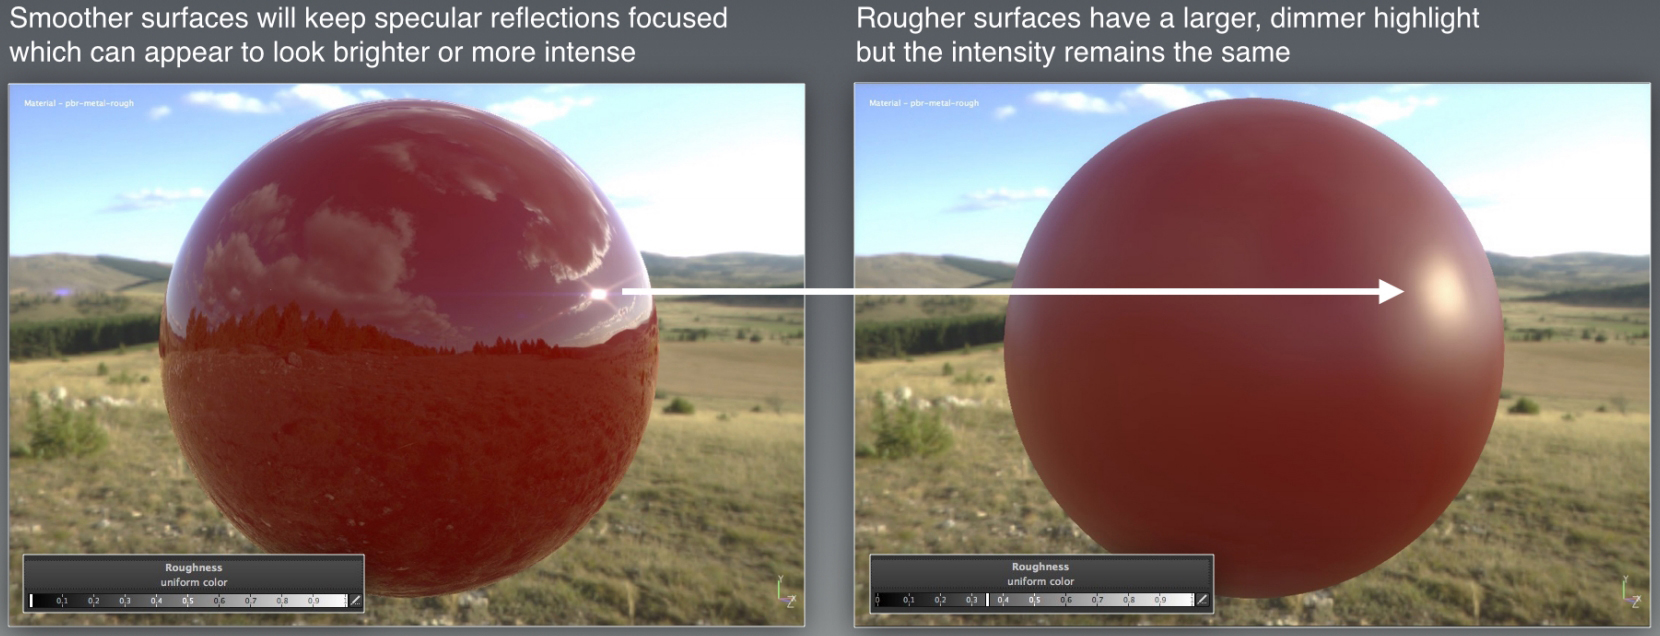 Smoother surfaces will keep specular reflections focused
which can appear to look brighter or more intense
Rougher surfaces have a larger, dimmer highlight
but the intensity remains the same
Material - pbr-metal-rough
Material - pbr-metal-rough
Roughness
uniform color
0.1 0.2 0.3 0.4 0.5 0.6 0.7 0.8 0.9
Y
Z
Roughness
uniform color
0 0.1 0.2 0.3 0.4 0.5 0.6 0.7 0.8 0.9
Y
Z